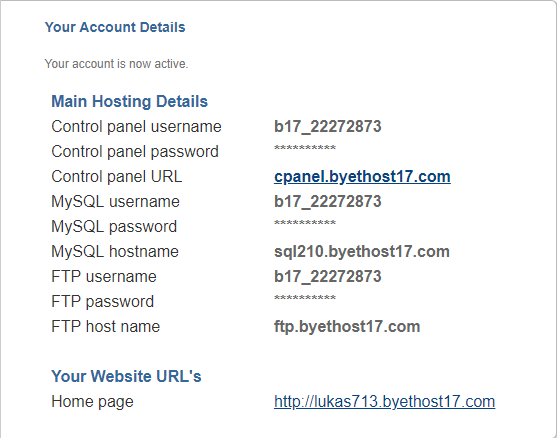 Your Account Details
Your account is now active.
Main Hosting Details
Control panel username b17_22272873
Control panel password **********
Control panel URL cpanel.byethost17.com
MySQL username b17_22272873
MySQL password **********
MySQL hostname sql210.byethost17.com
FTP username b17_22272873
FTP password **********
FTP host name ftp.byethost17.com
Your Website URL's
Home page http://lukas713.byethost17.com